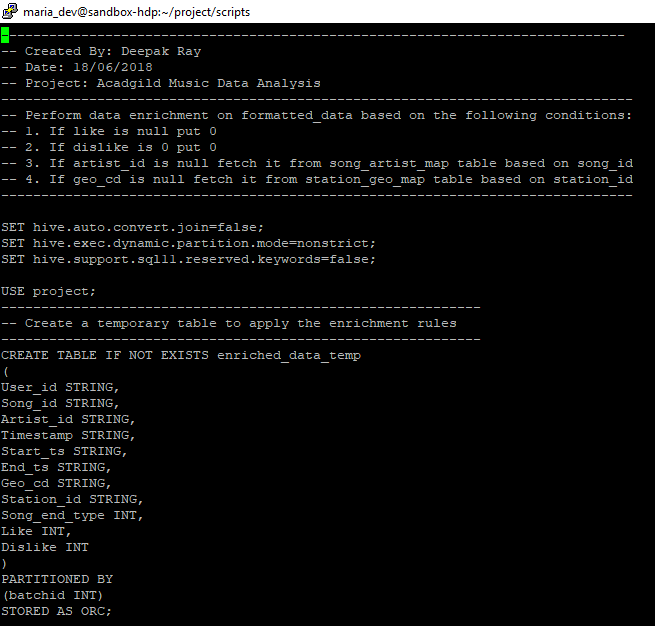 maria_dev@sandbox-hdp:~/project/scripts
-------------------------------------------------------------------------------
-- Created By: Deepak Ray
-- Date: 18/06/2018
-- Project: Acadgild Music Data Analysis
-------------------------------------------------------------------------------
-- Perform data enrichment on formatted_data based on the following conditions:
-- 1. If like is null put 0
-- 2. If dislike is 0 put 0
-- 3. If artist_id is null fetch it from song_artist_map table based on song_id
-- 4. If geo_cd is null fetch it from station_geo_map table based on station_id
-------------------------------------------------------------------------------
SET hive.auto.convert.join=false;
SET hive.exec.dynamic.partition.mode=nonstrict;
SET hive.support.sql11.reserved.keywords=false;
USE project;
------------------------------------------------------------
-- Create a temporary table to apply the enrichment rules
------------------------------------------------------------
CREATE TABLE IF NOT EXISTS enriched_data_temp
(
User_id STRING,
Song_id STRING,
Artist_id STRING,
Timestamp STRING,
Start_ts STRING,
End_ts STRING,
Geo_cd STRING,
Station_id STRING,
Song_end_type INT,
Like INT,
Dislike INT
)
PARTITIONED BY
(batchid INT)
STORED AS ORC;